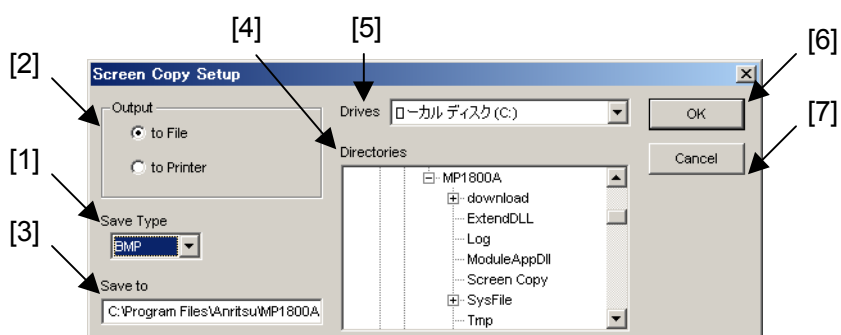 [4] [5]
[6]
[2]
Screen Copy Setup
Output
to File
to Printer
Drives ローカル ディスク (C:)
OK
[7]
Directories
Cancel
[1]
MP1800A
download
ExtendDLL
Log
ModuleAppDll
Screen Copy
SysFile
Tmp
Save Type
BMP
[3]
Save to
C:\Program Files\Anritsu\MP1800A